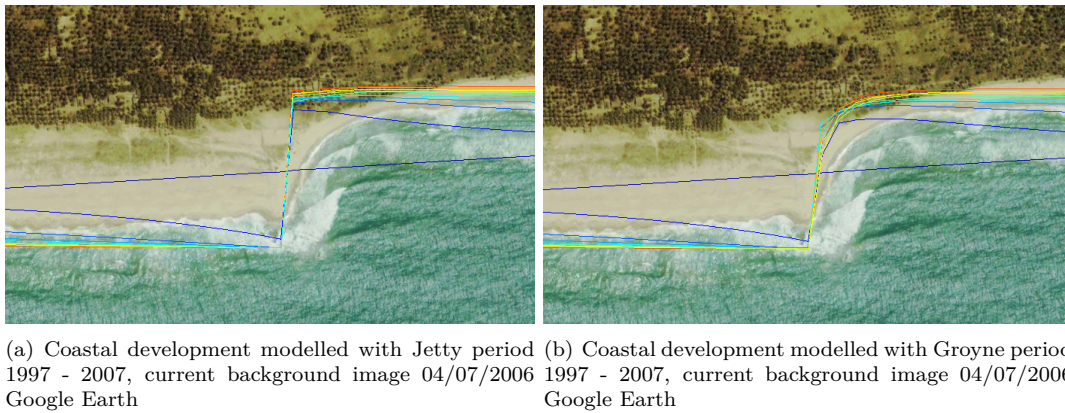 (a) Coastal development modelled with Jetty period
1997 - 2007, current background image 04/07/2006
Google Earth
(b) Coastal development modelled with Groyne period
1997 - 2007, current background image 04/07/2006
Google Earth